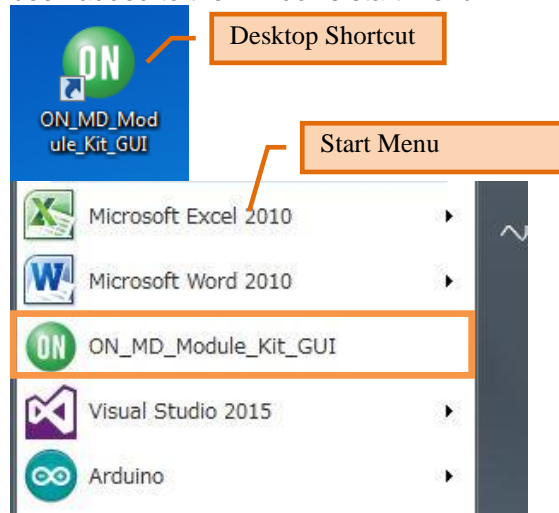 Desktop Shortcut
ON
ON_MD_Mod
ule_Kit_GUI
Start Menu
Microsoft Excel 2010
Microsoft Word 2010
ON
ON_MD_Module_Kit_GUI
Visual Studio 2015
Arduino